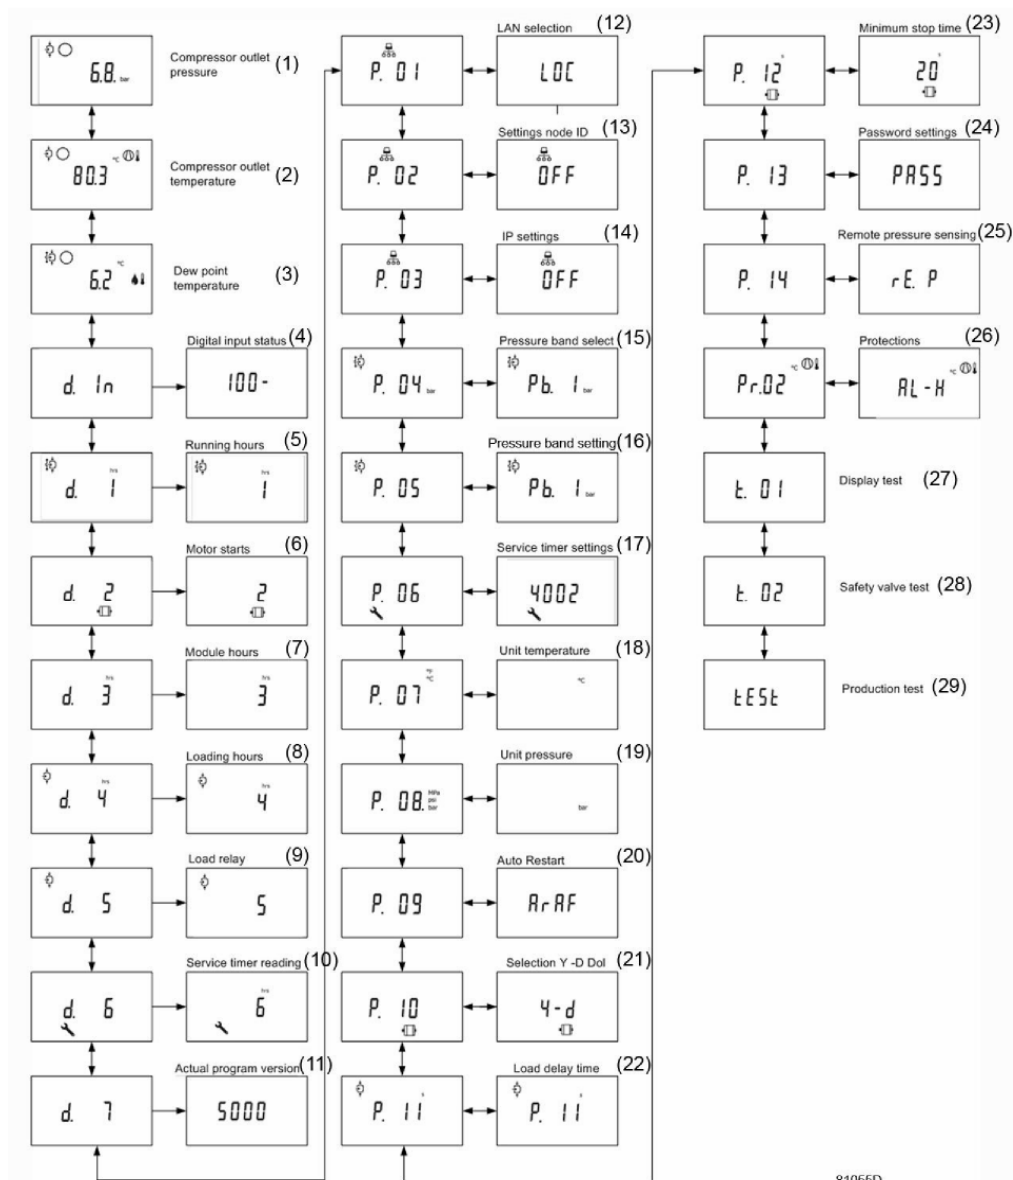 6.8. bar
Compressor outlet
pressure
(1)
°C
80.3
Compressor outlet
temperature
(2)
°C
6.2
Dew point
temperature
(3)
d. In
Digital input status (4)
100-
hrs
d. 1
Running hours (5)
hrs
1
d. 2
Motor starts (6)
2
hrs
d. 3
Module hours (7)
hrs
3
hrs
d. 4
Loading hours (8)
hrs
4
d. 5
Load relay (9)
5
d. 6
Service timer reading (10)
hrs
6
d. 7
Actual program version (11)
5000
P. 01
LAN selection (12)
LOC
P. 02
Settings node ID (13)
OFF
P. 03
IP settings (14)
OFF
P. 04 bar
Pressure band select (15)
Pb. 1 bar
P. 05
Pressure band setting (16)
Pb. 1 bar
P. 06
Service timer settings (17)
4002
P. 07
Unit temperature (18)
°C
P. 08.
MPa
psi
bar
Unit pressure (19)
bar
P. 09
Auto Restart (20)
ArAF
P. 10
Selection Y -D Dol (21)
Y-d
s
P. 11
Load delay time (22)
s
P. 11
s
P. 12
Minimum stop time (23)
s
20
P. 13
Password settings (24)
PASS
P. 14
Remote pressure sensing (25)
rE. P
Pr.02 °C
Protections (26)
AL-H °C
t. 01
Display test (27)
t. 02
Safety valve test (28)
tESt
Production test (29)